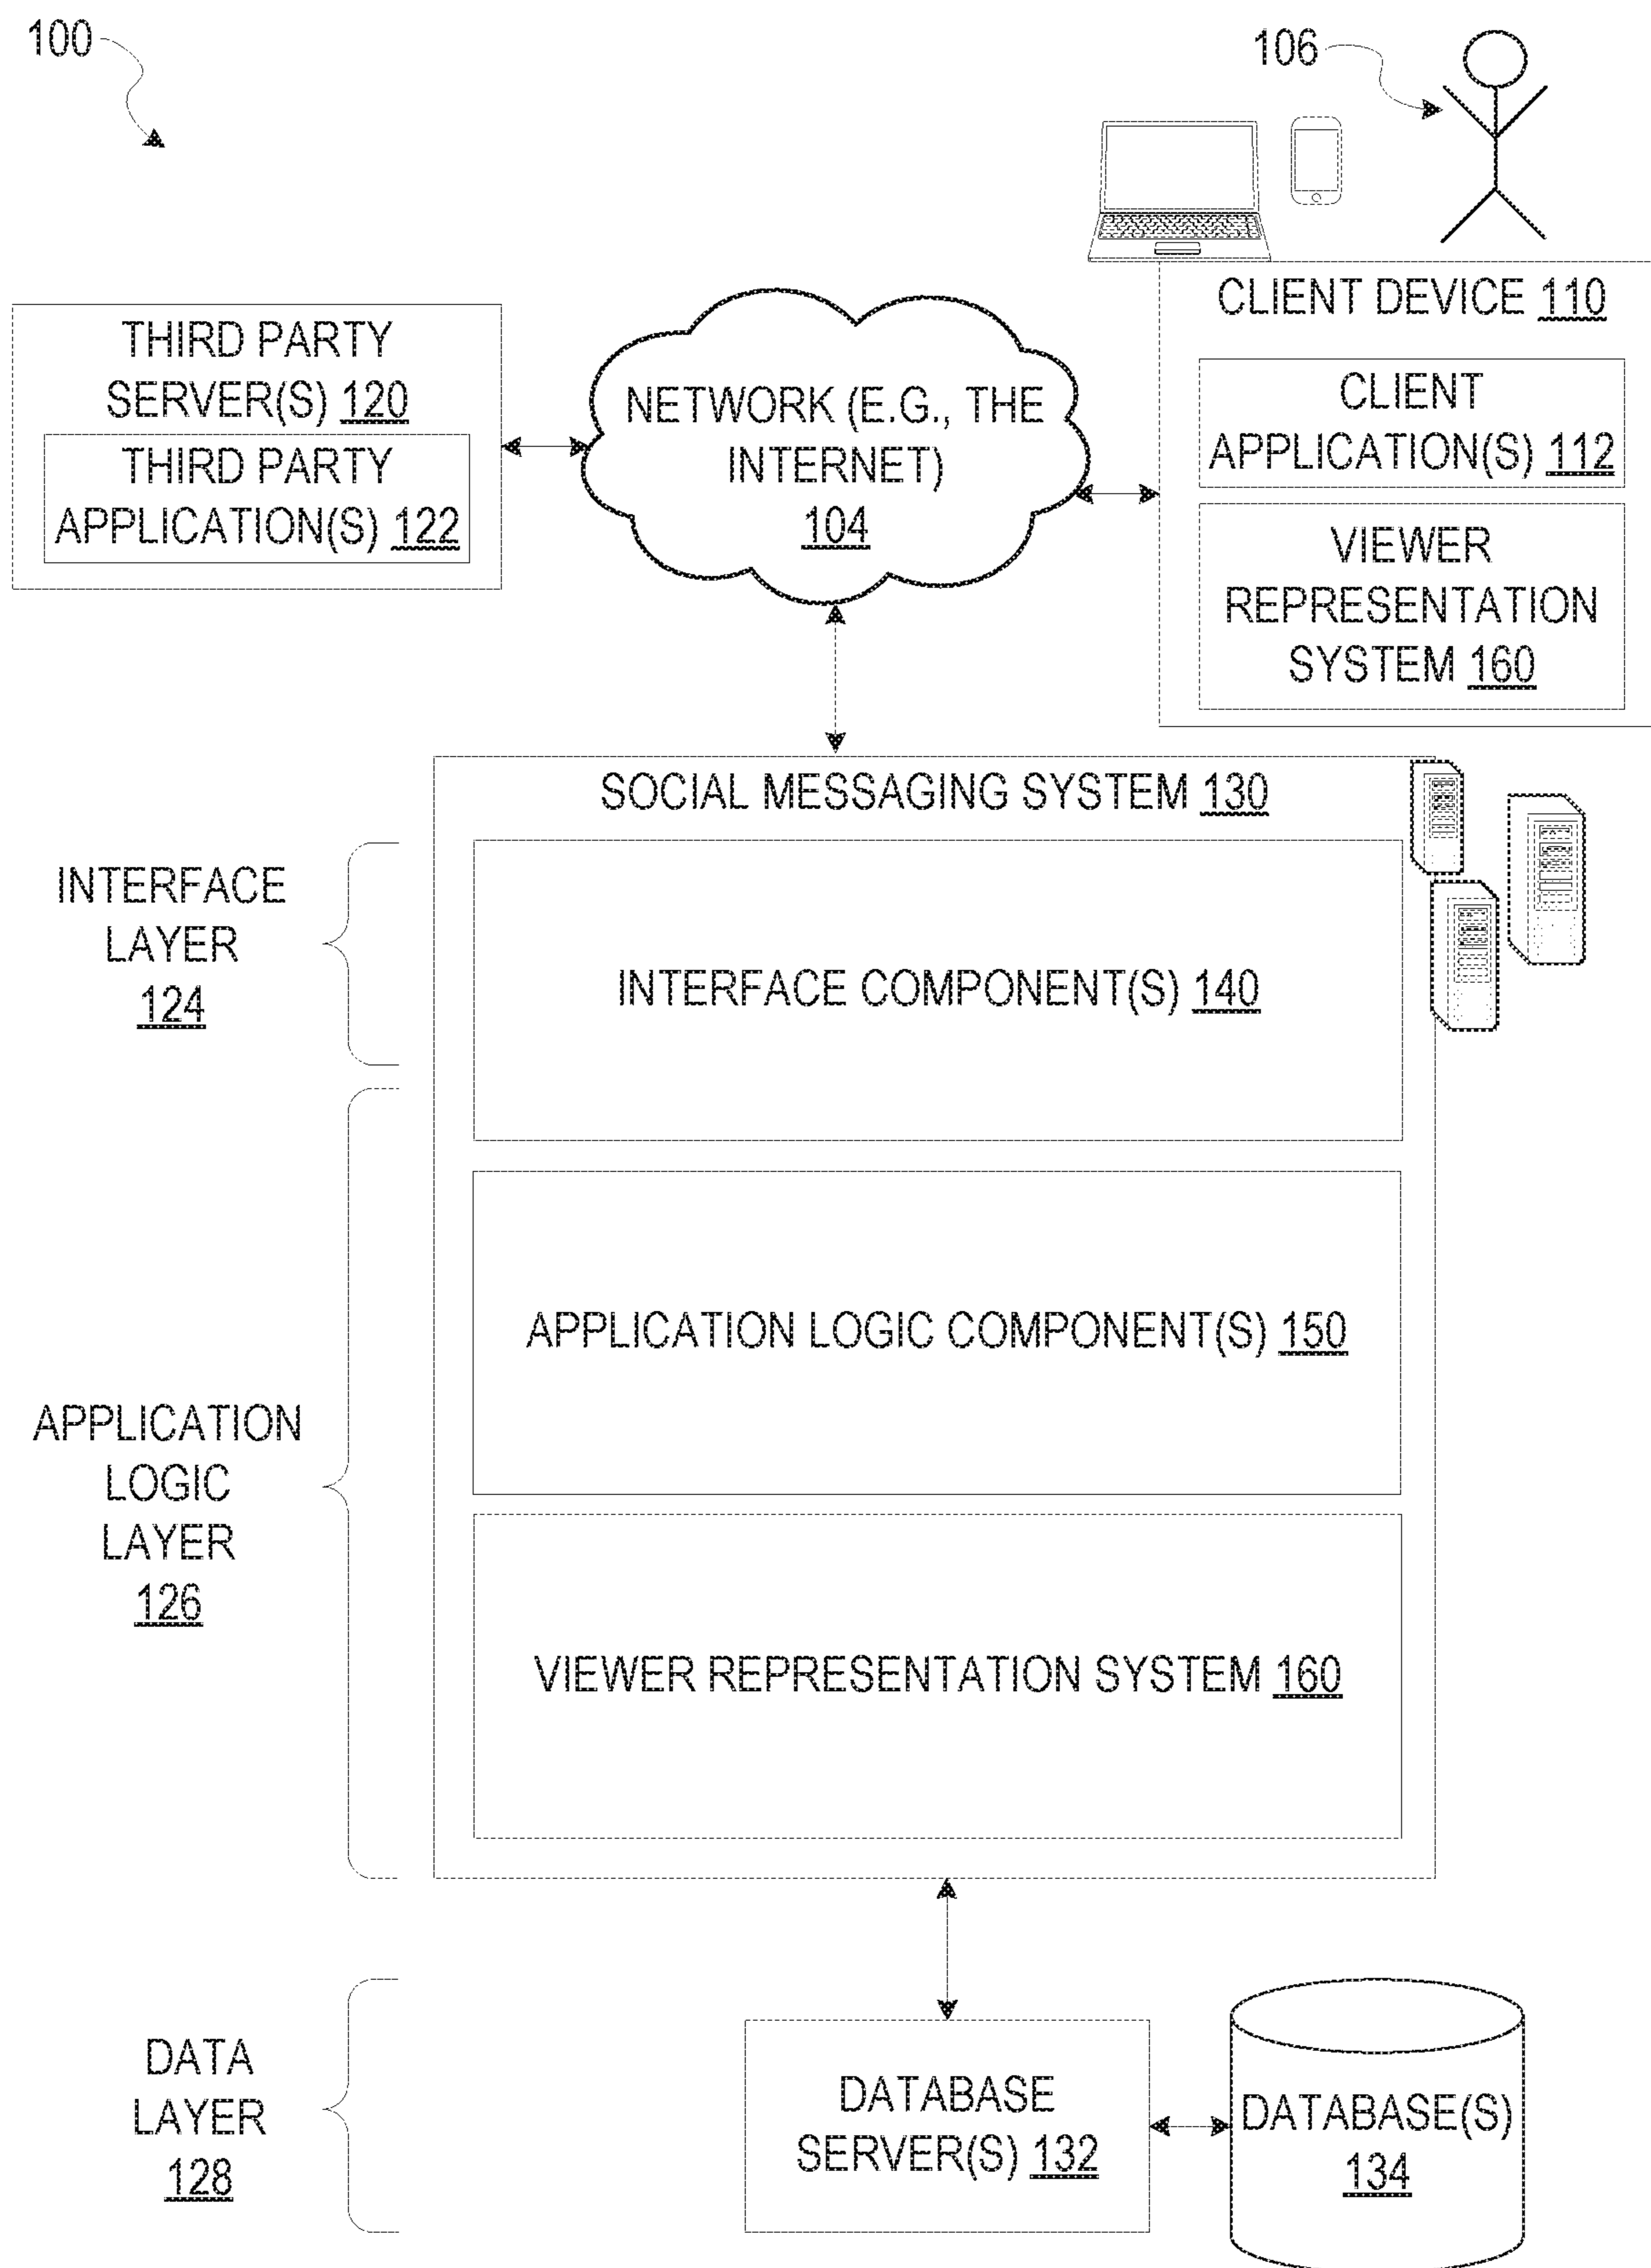 100
106
CLIENT DEVICE 110
CLIENT
APPLICATION(S) 112
VIEWER
REPRESENTATION
SYSTEM 160
THIRD PARTY
SERVER(S) 120
THIRD PARTY
APPLICATION(S) 122
NETWORK (E.G., THE
INTERNET)
104
SOCIAL MESSAGING SYSTEM 130
INTERFACE
LAYER
124
INTERFACE COMPONENT(S) 140
APPLICATION LOGIC COMPONENT(S) 150
APPLICATION
LOGIC
LAYER
126
VIEWER REPRESENTATION SYSTEM 160
DATA
LAYER
128
DATABASE
SERVER(S) 132
DATABASE(S)
134